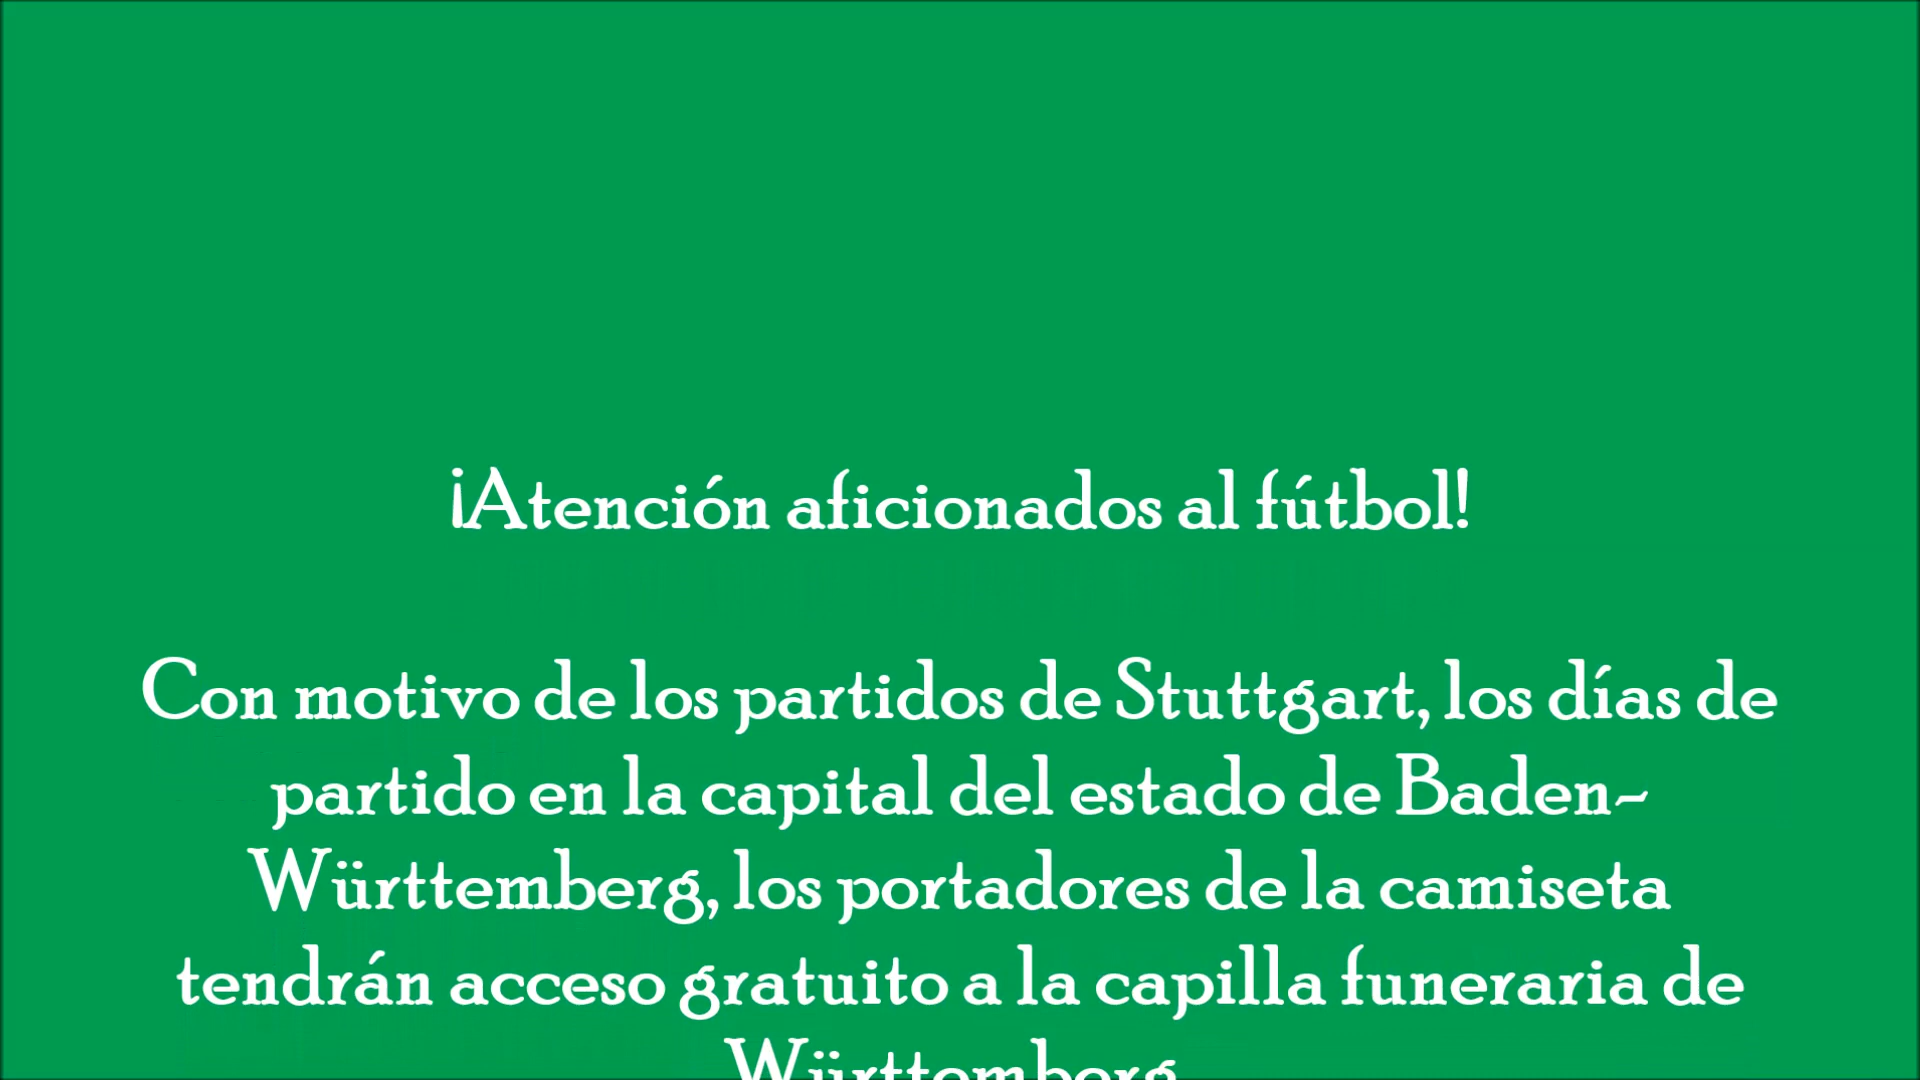 ¡Atención aficionados al fútbol!
Con motivo de los partidos de Stuttgart, los días de
partido en la capital del estado de Baden-
Württemberg, los portadores de la camiseta
tendrán acceso gratuito a la capilla funeraria de
Württemberg